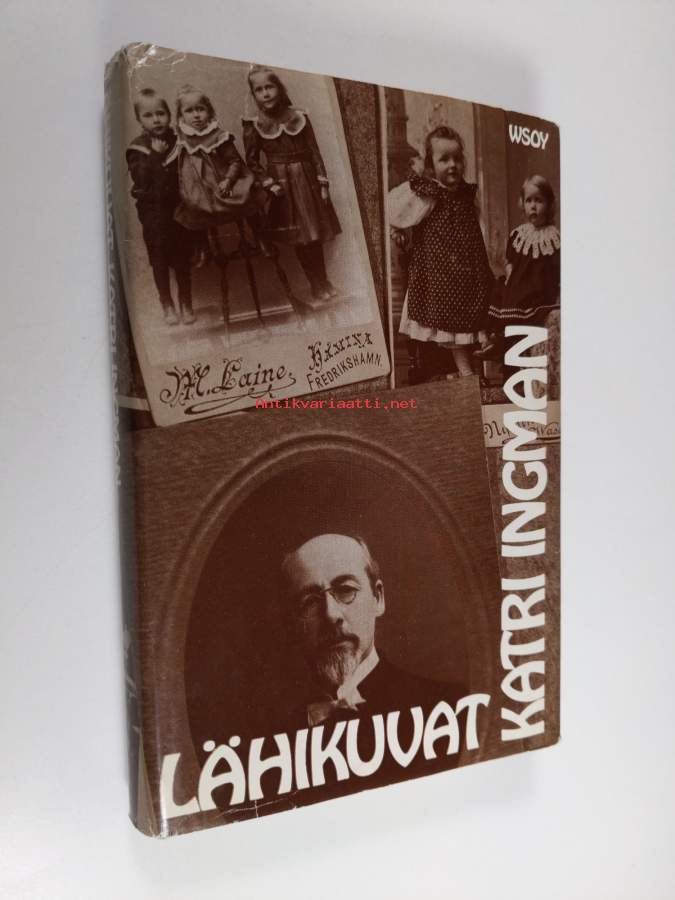 WSOY
M. Laine.
HAMINA
FREDRIKSHAMN.
Antikvariaatti.net
KATRI INGMAN
LÄHIKUVAT